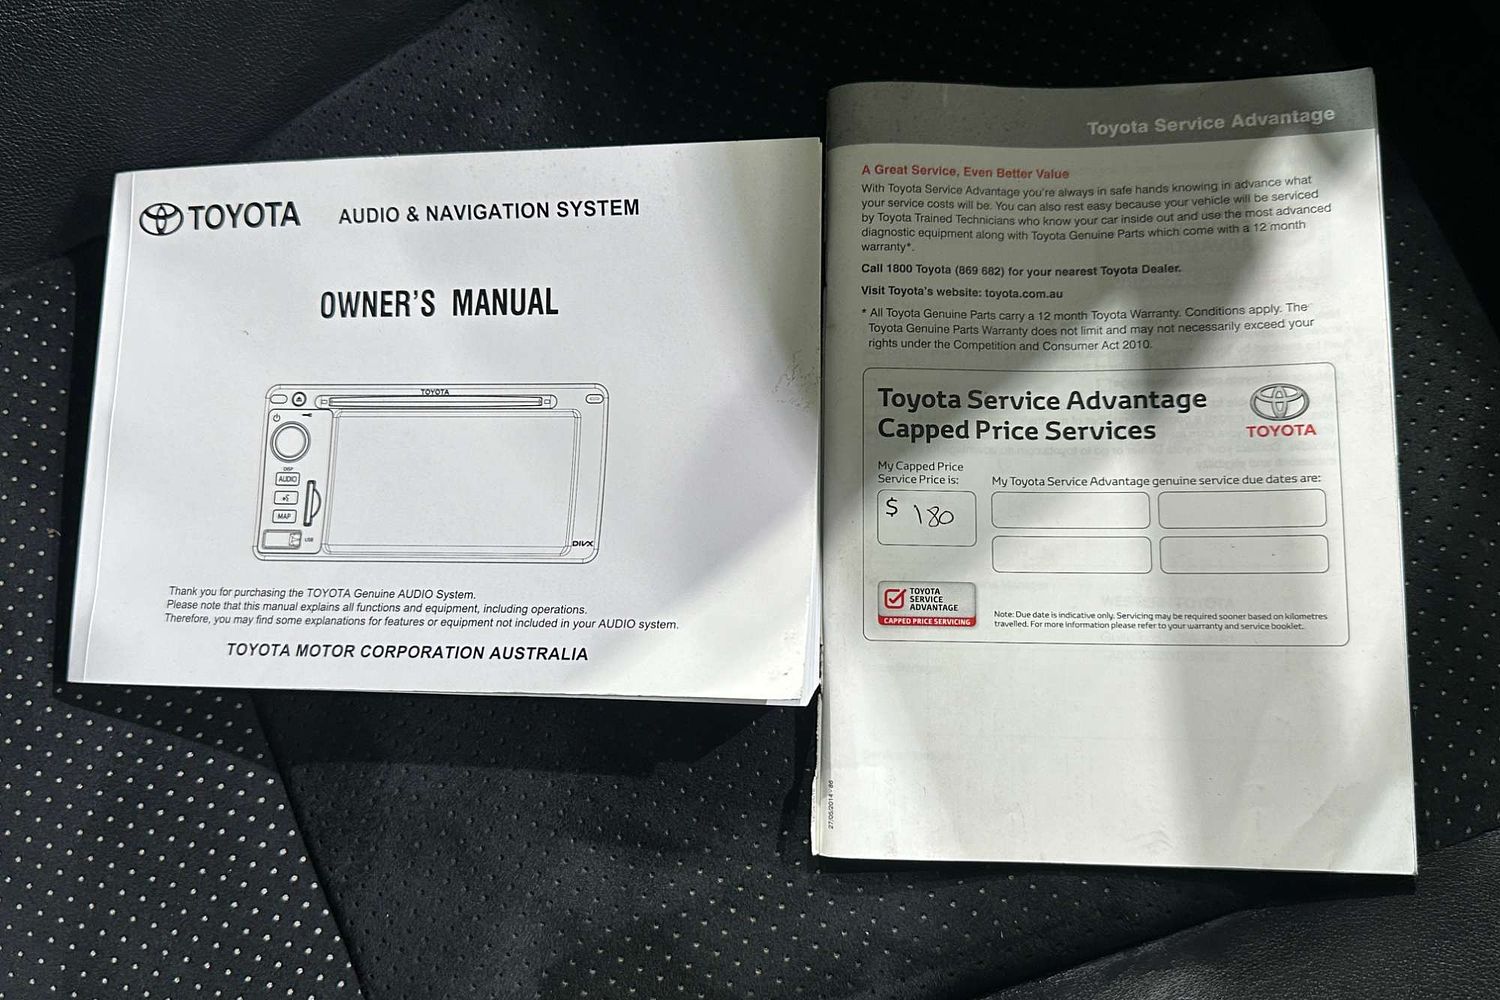 TOYOTA AUDIO & NAVIGATION SYSTEM
OWNER'S MANUAL
TOYOTA
DISP
AUDIO
MAP
USB
DIVX
Thank you for purchasing the TOYOTA Genuine AUDIO System.
Please note that this manual explains all functions and equipment, including operations.
Therefore, you may find some explanations for features or equipment not included in your AUDIO system.
TOYOTA MOTOR CORPORATION AUSTRALIA
Toyota Service Advantage
A Great Service, Even Better Value
With Toyota Service Advantage you're always in safe hands knowing in advance what
your service costs will be. You can also rest easy because your vehicle will be serviced
by Toyota Trained Technicians who know your car inside out and use the most advanced
diagnostic equipment along with Toyota Genuine Parts which come with a 12 month
warranty*.
Call 1800 Toyota (869 682) for your nearest Toyota Dealer.
Visit Toyota's website: toyota.com.au
* All Toyota Genuine Parts carry a 12 month Toyota Warranty. Conditions apply. The
Toyota Genuine Parts Warranty does not limit and may not necessarily exceed your
rights under the Competition and Consumer Act 2010.
Toyota Service Advantage
Capped Price Services
TOYOTA
My Capped Price
Service Price is:
My Toyota Service Advantage genuine service due dates are:
$ 180
TOYOTA
SERVICE
ADVANTAGE
CAPPED PRICE SERVICING
Note: Due date is indicative only. Servicing may be required sooner based on kilometres
travelled. For more information please refer to your warranty and service booklet.
27/05/2014 -86